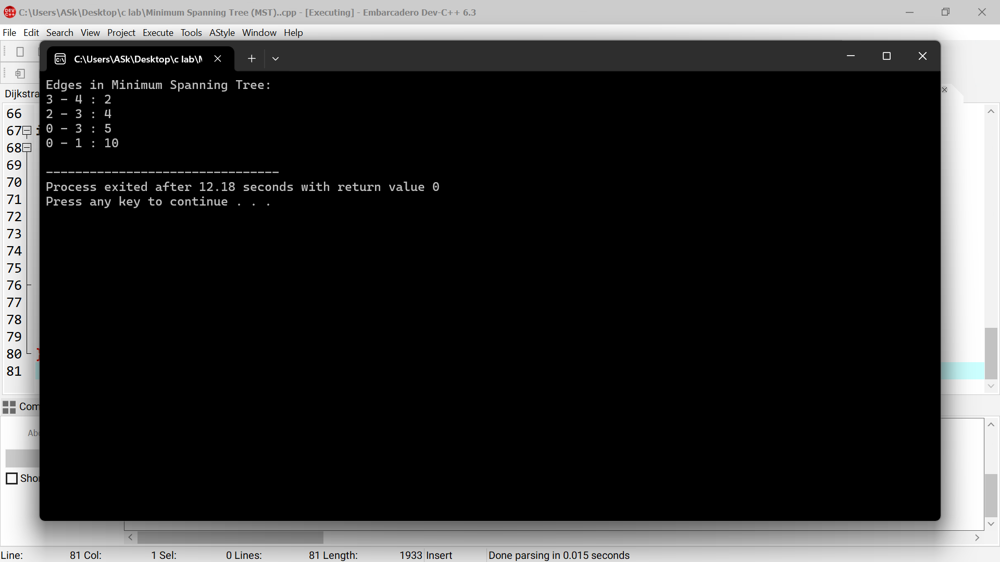 C:\Users\ASk\Desktop\c lab\Minimum Spanning Tree (MST)..cpp - [Executing] - Embarcadero Dev-C++ 6.3
File Edit Search View Project Execute Tools AStyle Window Help
C:\Users\ASk\Desktop\c lab\
Edges in Minimum Spanning Tree:
3 - 4 : 2
2 - 3 : 4
0 - 3 : 5
0 - 1 : 10
--------------------------------
Process exited after 12.18 seconds with return value 0
Press any key to continue . . .
Dijkstra
66
67
68
69
70
71
72
73
74
75
76
77
78
79
80 }
81
Com
Abo
Sho
Line: 81 Col: 1 Sel: 0 Lines: 81 Length: 1933 Insert Done parsing in 0.015 seconds